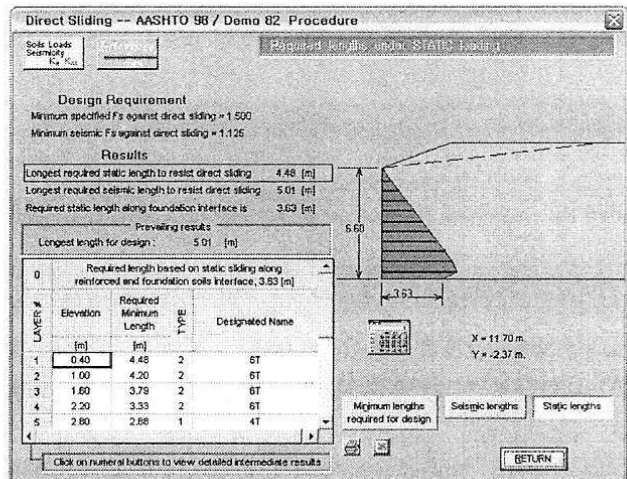 Direct Sliding -- AASHTO 98 / Demo 82 Procedure
Soils Loads
Seismicity
Required lengths under STATIC loading
Design Requirement
Minimum specified Fs against direct sliding = 1.500
Minimum seismic Fs against direct sliding = 1.125
Results
Longest required static length to resist direct sliding 4.48 [m]
Longest required seismic length to resist direct sliding 5.01 [m]
Required static length along foundation interface is 3.63 [m]
Prevailing results
Longest length for design : 5.01 [m]
0 Required length based on static sliding along
reinforced and foundation soils interface, 3.63 [m]
LAYER # Elevation [m] Required Minimum Length [m] TYPE Designated Name
1 0.40 4.48 2 6T
2 1.00 4.20 2 6T
3 1.60 3.79 2 6T
4 2.20 3.33 2 6T
5 2.80 2.88 1 4T
Click on numeral buttons to view detailed intermediate results
6.60
3.63
X = 11.70 m.
Y = -2.37 m.
Minimum lengths
required for design
Seismic lengths
Static lengths
RETURN